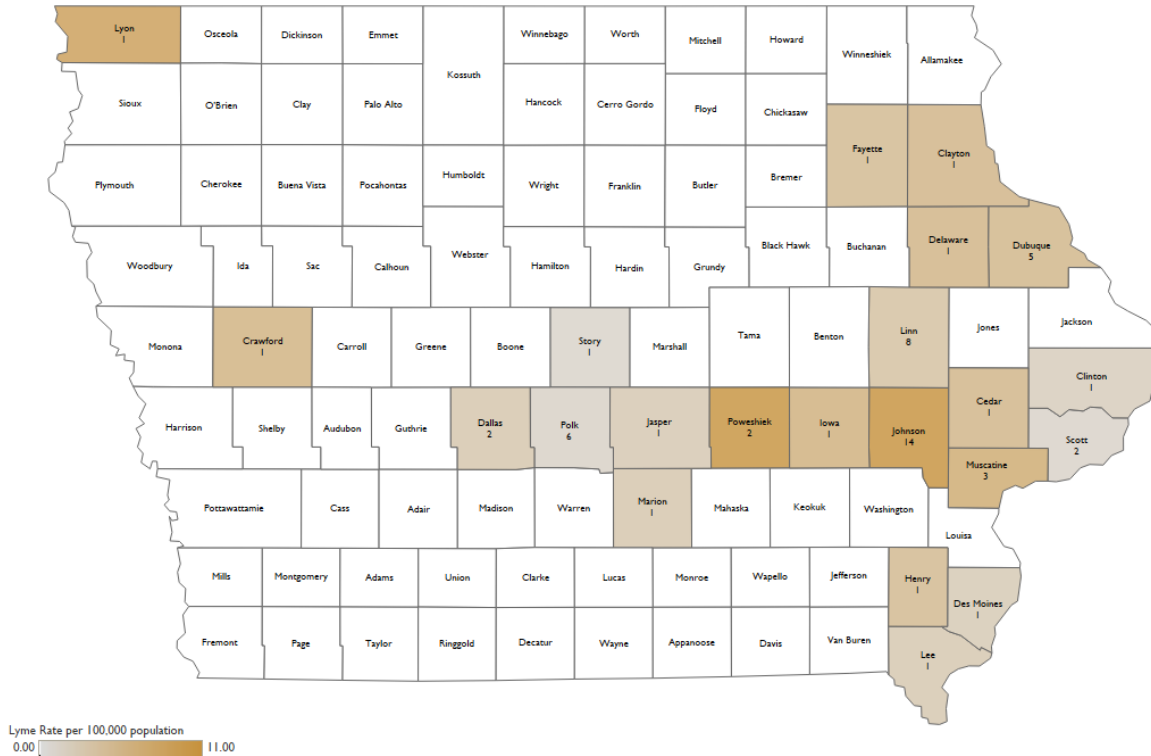 Lyon
1
Osceola
Dickinson
Emmet
Kossuth
Winnebago
Worth
Mitchell
Howard
Winneshiek
Allamakee
Sioux
O'Brien
Clay
Palo Alto
Hancock
Cerro Gordo
Floyd
Chickasaw
Fayette
1
Clayton
1
Plymouth
Cherokee
Buena Vista
Pocahontas
Humboldt
Wright
Franklin
Butler
Bremer
Woodbury
Ida
Sac
Calhoun
Webster
Hamilton
Hardin
Grundy
Black Hawk
Buchanan
Delaware
1
Dubuque
5
Monona
Crawford
1
Carroll
Greene
Boone
Story
1
Marshall
Tama
Benton
Linn
8
Jones
Jackson
Clinton
1
Harrison
Shelby
Audubon
Guthrie
Dallas
2
Polk
6
Jasper
1
Poweshiek
2
Iowa
1
Johnson
14
Cedar
1
Scott
2
Muscatine
3
Pottawattamie
Cass
Adair
Madison
Warren
Marion
1
Mahaska
Keokuk
Washington
Louisa
Mills
Montgomery
Adams
Union
Clarke
Lucas
Monroe
Wapello
Jefferson
Henry
1
Des Moines
1
Fremont
Page
Taylor
Ringgold
Decatur
Wayne
Appanoose
Davis
Van Buren
Lee
1
Lyme Rate per 100,000 population
0.00 11.00